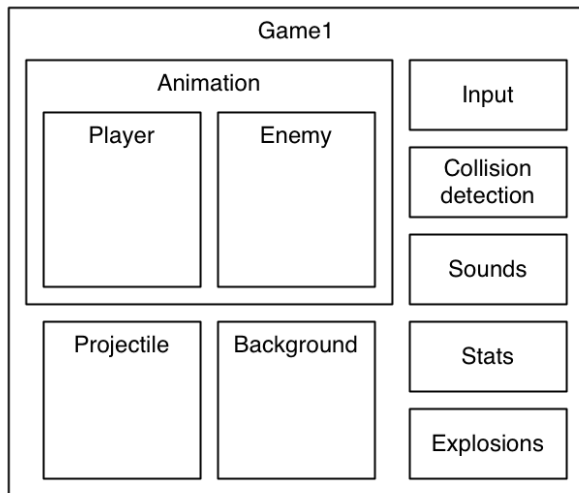 Game1
Animation
Player
Enemy
Projectile
Background
Input
Collision
detection
Sounds
Stats
Explosions